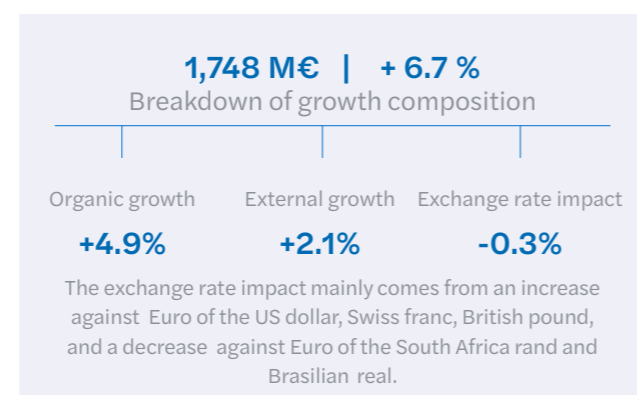 1,748 M€ | + 6.7 %
Breakdown of growth composition
Organic growth External growth Exchange rate impact
+4.9% +2.1% -0.3%
The exchange rate impact mainly comes from an increase
against Euro of the US dollar, Swiss franc, British pound,
and a decrease against Euro of the South Africa rand and
Brasilian real.